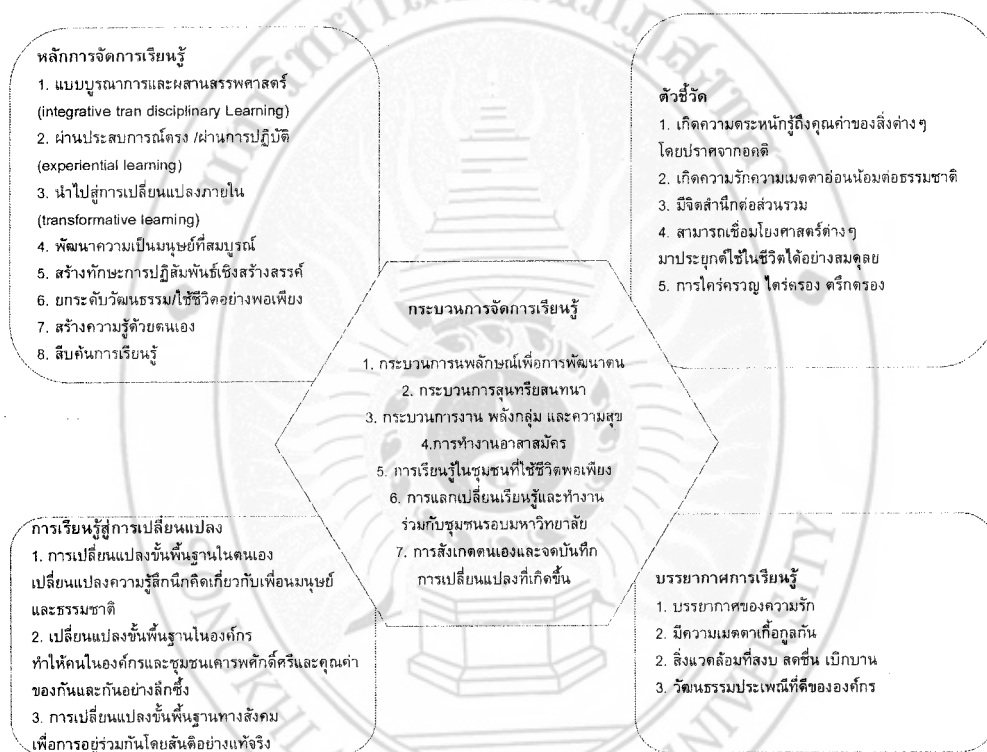 หลักการจัดการเรียนรู้
1. แบบบูรณาการและผสานสรรพศาสตร์
(integrative tran disciplinary Learning)
2. ผ่านประสบการณ์ตรง /ผ่านการปฏิบัติ
(experiential learning)
3. นำไปสู่การเปลี่ยนแปลงภายใน
(transformative learning)
4. พัฒนาความเป็นมนุษย์ที่สมบูรณ์
5. สร้างทักษะการปฏิสัมพันธ์เชิงสร้างสรรค์
6. ยกระดับวัฒนธรรม/ใช้ชีวิตอย่างพอเพียง
7. สร้างความรู้ด้วยตนเอง
8. สืบค้นการเรียนรู้
ตัวชี้วัด
1. เกิดความตระหนักรู้ถึงคุณค่าของสิ่งต่างๆ
โดยปราศจากอคติ
2. เกิดความรักความเมตตาอ่อนน้อมต่อธรรมชาติ
3. มีจิตสำนึกต่อส่วนรวม
4. สามารถเชื่อมโยงศาสตร์ต่างๆ
มาประยุกต์ใช้ในชีวิตได้อย่างสมดุลย
5. การใคร่ครวญ ไตร่ตรอง ตรึกตรอง
กระบวนการจัดการเรียนรู้
1. กระบวนการนพลักษณ์เพื่อการพัฒนาตน
2. กระบวนการสุนทรียสนทนา
3. กระบวนการงาน พลังกลุ่ม และความสุข
4.การทำงานอาสาสมัคร
5. การเรียนรู้ในชุมชนที่ใช้ชีวิตพอเพียง
6. การแลกเปลี่ยนเรียนรู้และทำงาน
ร่วมกับชุมชนรอบมหาวิทยาลัย
7. การสังเกตตนเองและจดบันทึก
การเปลี่ยนแปลงที่เกิดขึ้น
การเรียนรู้สู่การเปลี่ยนแปลง
1. การเปลี่ยนแปลงขั้นพื้นฐานในตนเอง
เปลี่ยนแปลงความรู้สึกนึกคิดเกี่ยวกับเพื่อนมนุษย์
และธรรมชาติ
2. เปลี่ยนแปลงขั้นพื้นฐานในองค์กร
ทำให้คนในองค์กรและชุมชนเคารพศักดิ์ศรีและคุณค่า
ของกันและกันอย่างลึกซึ้ง
3. การเปลี่ยนแปลงขั้นพื้นฐานทางสังคม
เพื่อการอยู่ร่วมกันโดยสันติอย่างแท้จริง
บรรยากาศการเรียนรู้
1. บรรยากาศของความรัก
2. มีความเมตตาเกื้อกูลกัน
2. สิ่งแวดล้อมที่สงบ สดชื่น เบิกบาน
3. วัฒนธรรมประเพณีที่ดีขององค์กร